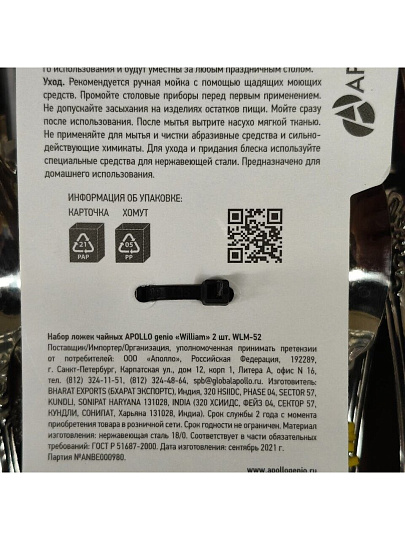 го использования и будут уместны за любым праздничным столом.
Уход. Рекомендуется ручная мойка с помощью щадящих моющих
средств. Промойте столовые приборы перед первым применением.
Не допускайте засыхания на изделиях остатков пищи. Мойте сразу
после использования. После мытья вытрите насухо мягкой тканью.
Не применяйте для мытья и чистки абразивные средства и сильно-
действующие химикаты. Для ухода и придания блеска используйте
специальные средства для нержавеющей стали. Предназначено для
домашнего использования.
AP
ИНФОРМАЦИЯ ОБ УПАКОВКЕ:
КАРТОЧКА ХОМУТ
21 05
PAP PP
Набор ложек чайных APOLLO genio «William» 2 шт. WLM-52
Поставщик/Импортер/Организация, уполномоченная принимать претензии
от потребителей: ООО «Аполло», Российская Федерация, 192289,
г. Санкт-Петербург, Карпатская ул., дом 12, корп 1, Литера А, офис N 16,
тел. (812) 324-11-51, (812) 324-48-64, spb@globalapollo.ru. Изготовитель:
BHARAT EXPORTS (БХАРАТ ЭКСПОРТС), Индия, 320 HSIIDC, PHASE 04, SECTOR 57,
KUNDLI, SONIPAT HARYANA 131028, INDIA (320 ХСИИДС, ФЕЙЗ 04, СЕКТОР 57,
КУНДЛИ, СОНИПАТ, Харьяна 131028, Индия). Срок службы 2 года с момента
приобретения товара в розничной сети. Срок годности не ограничен. Материал
изготовления: нержавеющая сталь 18/0. Соответствует в части обязательных
требований: ГОСТ Р 51687-2000. Дата изготовления: сентябрь 2021 г.
Партия №ANBE000980.
www.apollogenio.ru